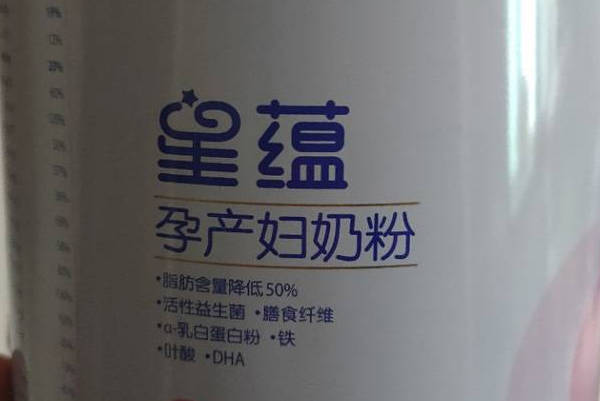 星蕴
孕产妇奶粉
•脂肪含量降低50%
•活性益生菌 •膳食纤维
•α-乳白蛋白粉 •铁
•叶酸 •DHA